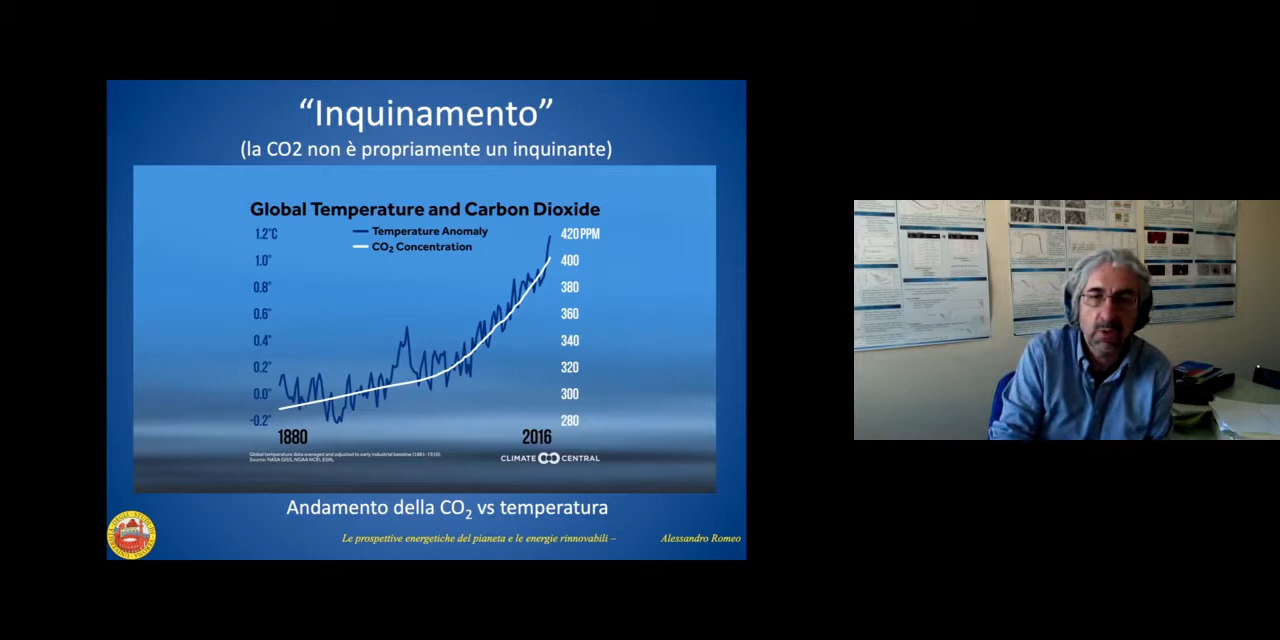 “Inquinamento”
(la CO2 non è propriamente un inquinante)
Global Temperature and Carbon Dioxide
1.2°C
Temperature Anomaly
420 PPM
CO₂ Concentration
1.0°
400
0.8°
380
0.6°
360
0.4°
340
0.2°
320
0.0°
300
-0.2°
280
1880
2016
Global temperature data averaged and adjusted to early industrial baseline (1881-1910).
Source: NASA GISS, NOAA NCEI, ESRL
CLIMATE CENTRAL
Andamento della CO₂ vs temperatura
Le prospettive energetiche del pianeta e le energie rinnovabili – Alessandro Romeo